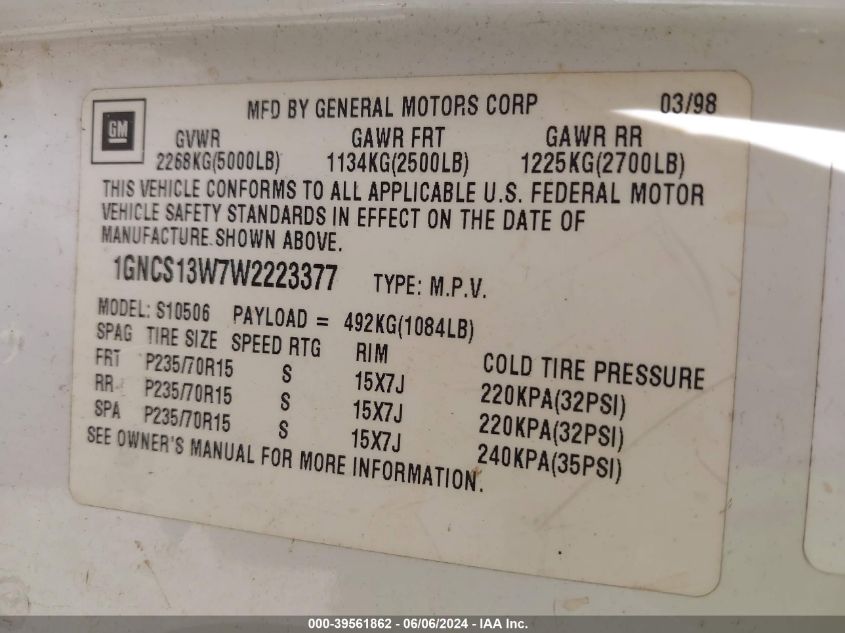 GM
MFD BY GENERAL MOTORS CORP 03/98
GVWR GAWR FRT GAWR RR
2268KG(5000LB) 1134KG(2500LB) 1225KG(2700LB)
THIS VEHICLE CONFORMS TO ALL APPLICABLE U.S. FEDERAL MOTOR
VEHICLE SAFETY STANDARDS IN EFFECT ON THE DATE OF
MANUFACTURE SHOWN ABOVE.
1GNCS13W7W2223377 TYPE: M.P.V.
MODEL: S10506 PAYLOAD = 492KG(1084LB)
SPAG TIRE SIZE SPEED RTG RIM COLD TIRE PRESSURE
FRT P235/70R15 S 15X7J 220KPA(32PSI)
RR P235/70R15 S 15X7J 220KPA(32PSI)
SPA P235/70R15 S 15X7J 240KPA(35PSI)
SEE OWNER'S MANUAL FOR MORE INFORMATION.
000-39561862 - 06/06/2024 - IAA Inc.